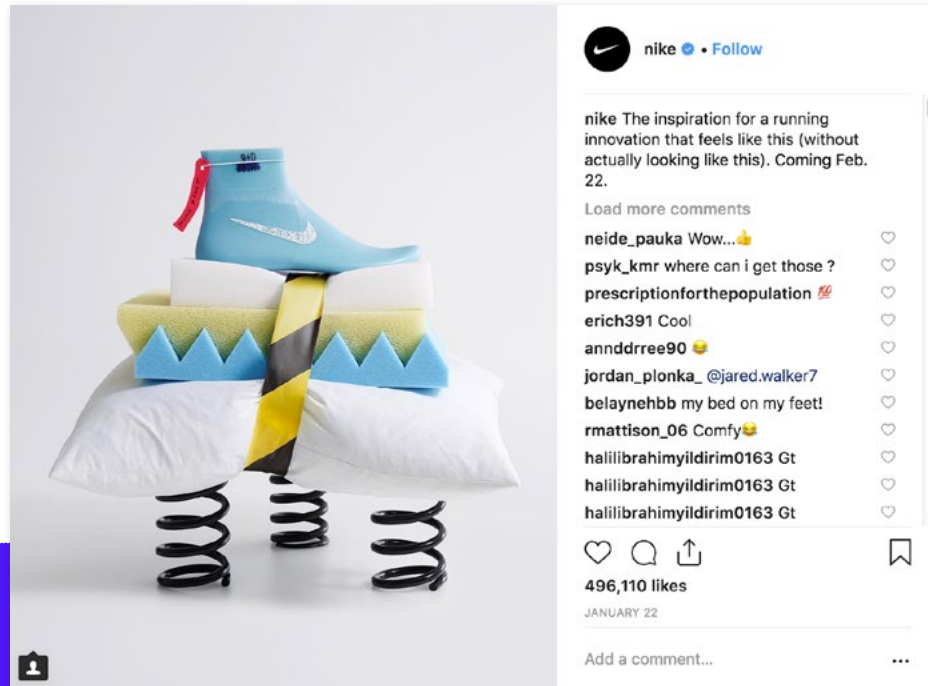 nike • Follow
nike The inspiration for a running
innovation that feels like this (without
actually looking like this). Coming Feb.
22.
Load more comments
neide_pauka Wow...👍
psyk_kmr where can i get those ?
prescriptionforthepopulation 💯
erich391 Cool
annddrree90 😂
jordan_plonka_ @jared.walker7
belaynehbb my bed on my feet!
rmattison_06 Comfy😂
halilibrahimyildirim0163 Gt
halilibrahimyildirim0163 Gt
halilibrahimyildirim0163 Gt
496,110 likes
JANUARY 22
Add a comment...